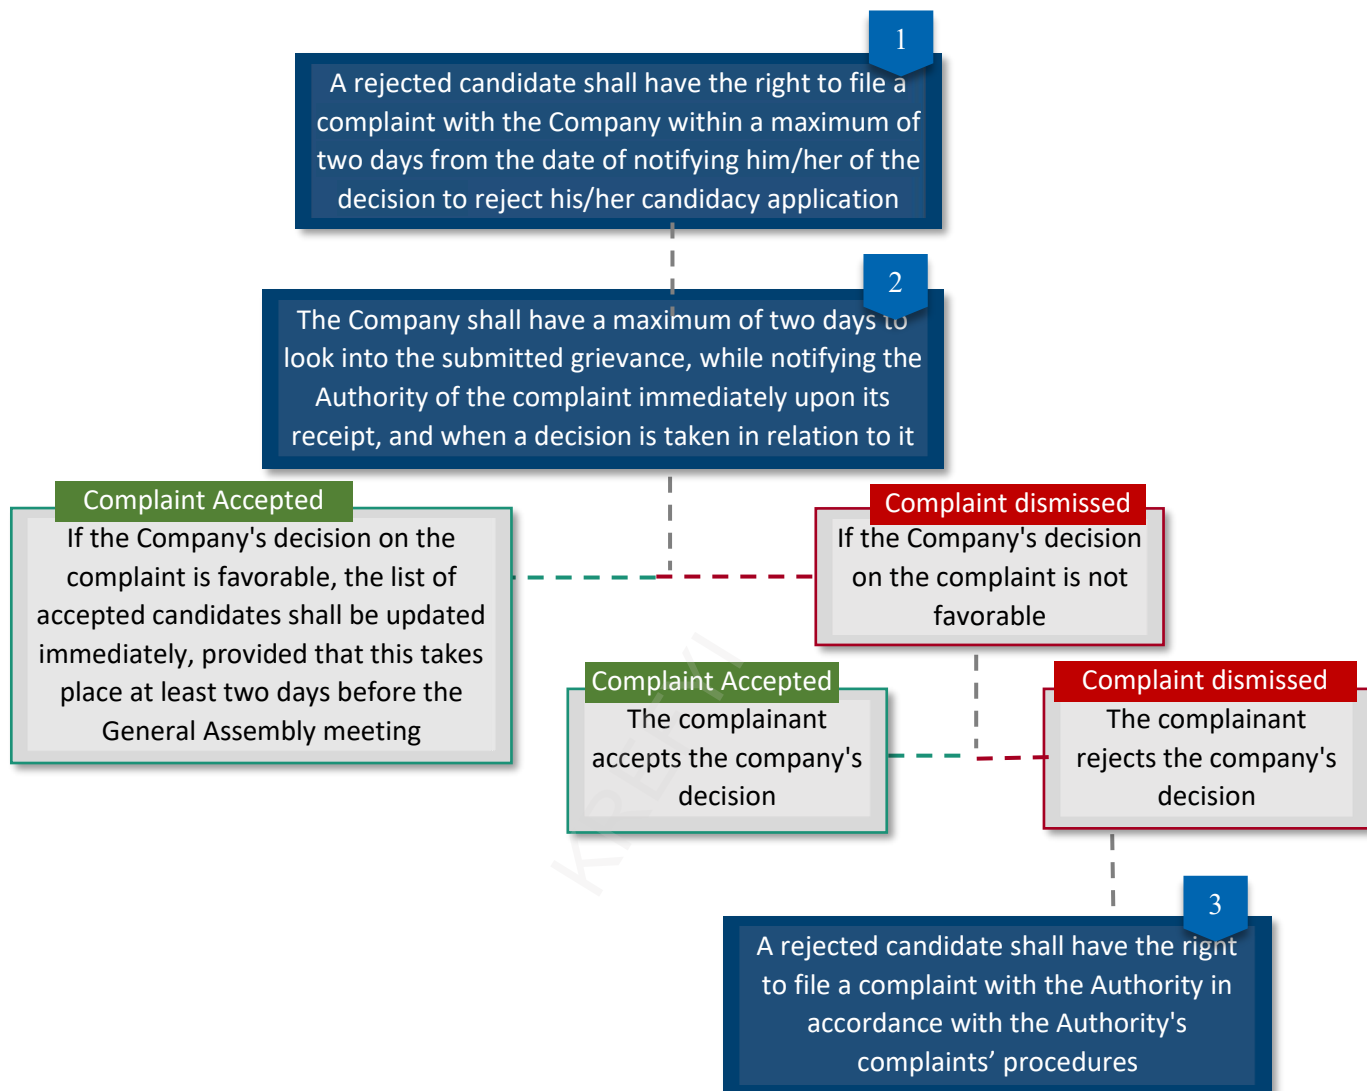 1
A rejected candidate shall have the right to file a
complaint with the Company within a maximum of
two days from the date of notifying him/her of the
decision to reject his/her candidacy application
2
The Company shall have a maximum of two days to
look into the submitted grievance, while notifying the
Authority of the complaint immediately upon its
receipt, and when a decision is taken in relation to it
Complaint Accepted
If the Company's decision on the
complaint is favorable, the list of
accepted candidates shall be updated
immediately, provided that this takes
place at least two days before the
General Assembly meeting
Complaint dismissed
If the Company's decision
on the complaint is not
favorable
Complaint Accepted
The complainant
accepts the company's
decision
Complaint dismissed
The complainant
rejects the company's
decision
3
A rejected candidate shall have the right
to file a complaint with the Authority in
accordance with the Authority's
complaints’ procedures